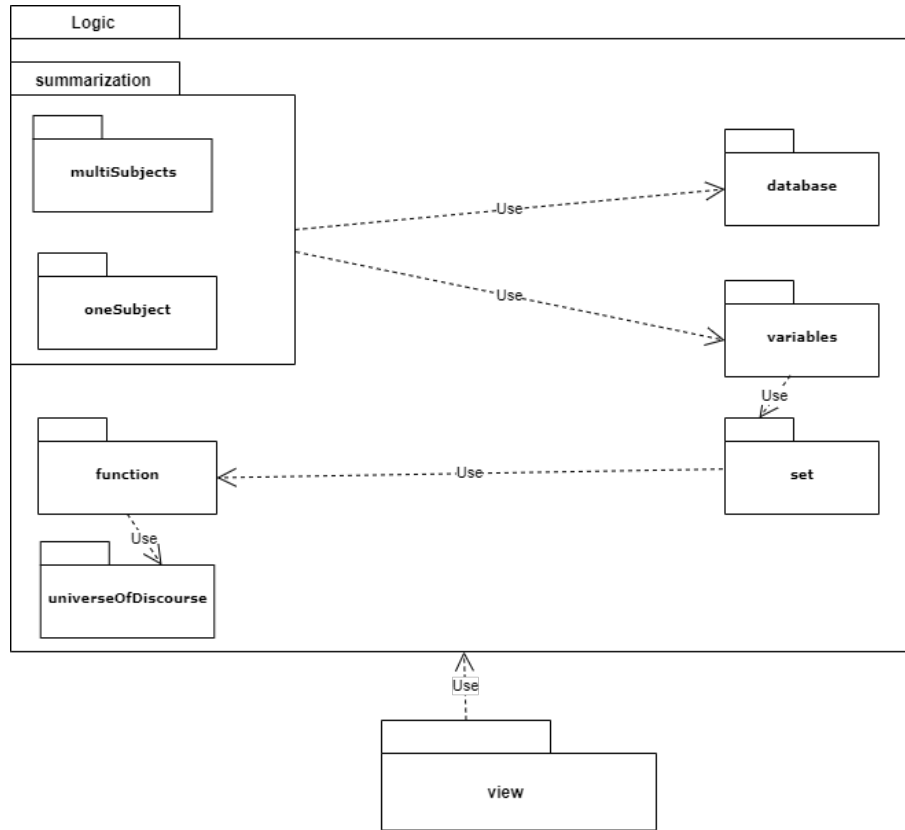 Logic
summarization
multiSubjects
database
Use
oneSubject
Use
variables
Use
function
Use
set
Use
universeOfDiscourse
Use
view